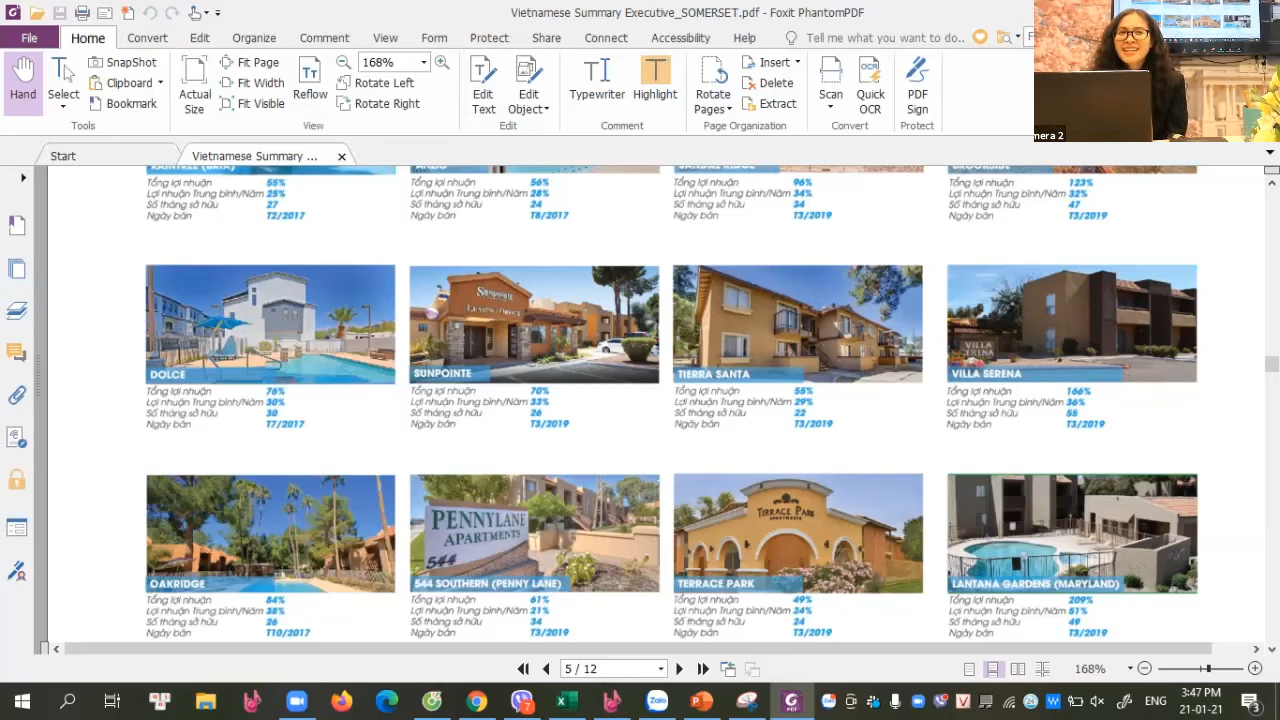 Vietnamese Summary Executive_SOMERSET.pdf - Foxit PhantomPDF
File Home Convert Edit Organize Comment View Form Protect Share Connect Accessibility Help Tell me what you want to do..
Hand
Select
SnapShot
Clipboard
Bookmark
Tools
Actual Size
Fit Page
Fit Width
Fit Visible
Reflow
168%
Rotate Left
Rotate Right
View
Edit Text
Edit Object
Edit
Typewriter
Highlight
Comment
Rotate Pages
Insert
Delete
Extract
Page Organization
Scan
Quick OCR
Convert
PDF Sign
Protect
mera 2
Start
Vietnamese Summary ...
Tổng lợi nhuận 55%
Lợi nhuận Trung bình/Năm 25%
Số tháng sở hữu 27
Ngày bán T2/2017
Tổng lợi nhuận 56%
Lợi nhuận Trung bình/Năm 28%
Số tháng sở hữu 24
Ngày bán T8/2017
Tổng lợi nhuận 96%
Lợi nhuận Trung bình/Năm 34%
Số tháng sở hữu 34
Ngày bán T3/2019
Tổng lợi nhuận 123%
Lợi nhuận Trung bình/Năm 32%
Số tháng sở hữu 47
Ngày bán T3/2019
DOLCE
Tổng lợi nhuận 76%
Lợi nhuận Trung bình/Năm 30%
Số tháng sở hữu 30
Ngày bán T7/2017
Sunpointe
LEASING OFFICE
SUNPOINTE
Tổng lợi nhuận 70%
Lợi nhuận Trung bình/Năm 33%
Số tháng sở hữu 26
Ngày bán T3/2019
TIERRA SANTA
Tổng lợi nhuận 55%
Lợi nhuận Trung bình/Năm 29%
Số tháng sở hữu 22
Ngày bán T3/2019
VILLA
SERENA
VILLA SERENA
Tổng lợi nhuận 166%
Lợi nhuận Trung bình/Năm 36%
Số tháng sở hữu 55
Ngày bán T3/2019
OAKRIDGE
Tổng lợi nhuận 84%
Lợi nhuận Trung bình/Năm 38%
Số tháng sở hữu 26
Ngày bán T10/2017
PENNYLANE
APARTMENTS
544
544 SOUTHERN (PENNY LANE)
Tổng lợi nhuận 61%
Lợi nhuận Trung bình/Năm 21%
Số tháng sở hữu 34
Ngày bán T3/2019
TERRACE PARK
APARTMENTS
TERRACE PARK
Tổng lợi nhuận 49%
Lợi nhuận Trung bình/Năm 24%
Số tháng sở hữu 24
Ngày bán T3/2019
LANTANA GARDENS (MARYLAND)
Tổng lợi nhuận 209%
Lợi nhuận Trung bình/Năm 51%
Số tháng sở hữu 49
Ngày bán T3/2019
5 / 12
168%
ENG
3:47 PM
21-01-21